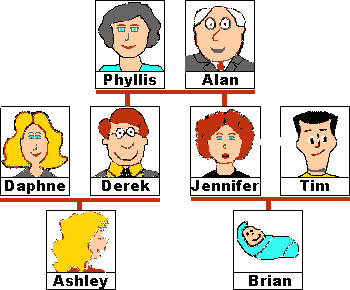 Phyllis Alan
Daphne Derek Jennifer Tim
Ashley Brian